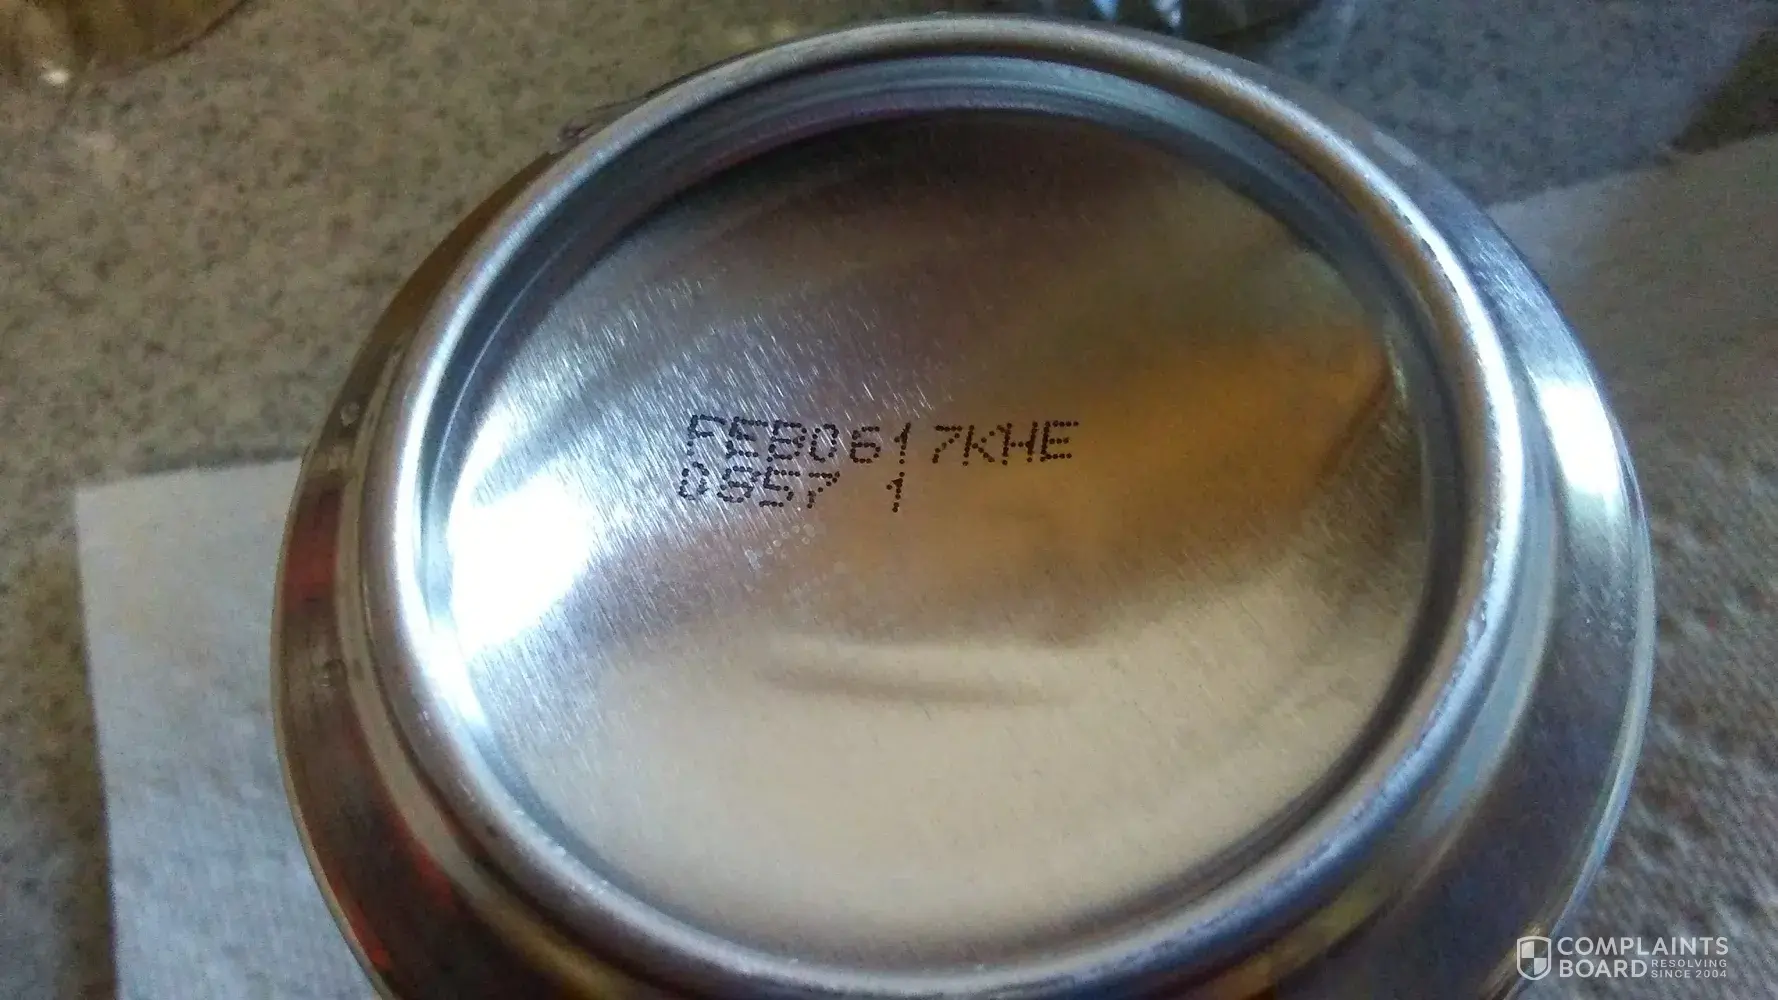 FEB0617KHE
0857 1
COMPLAINTS
BOARD RESOLVING
SINCE 2004